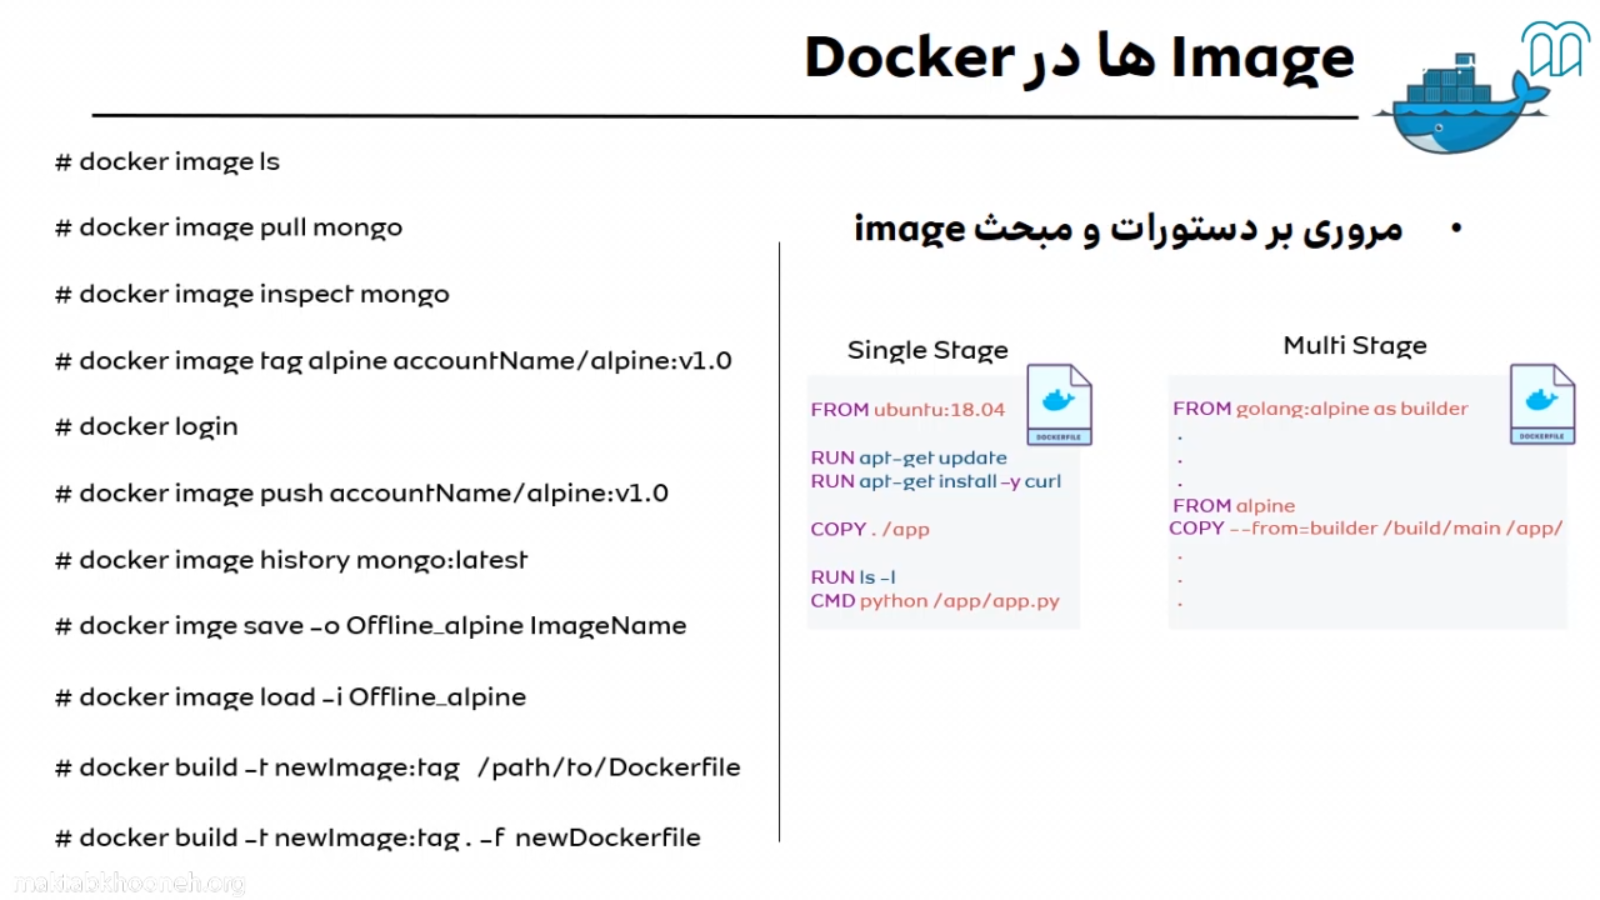 Image ها در Docker
# docker image ls
# docker image pull mongo
# docker image inspect mongo
# docker image tag alpine accountName/alpine:v1.0
# docker login
# docker image push accountName/alpine:v1.0
# docker image history mongo:latest
# docker imge save -o Offline_alpine ImageName
# docker image load -i Offline_alpine
# docker build -t newImage:tag /path/to/Dockerfile
# docker build -t newImage:tag . -f newDockerfile
• مروری بر دستورات و مبحث image
Single Stage
DOCKERFILE
FROM ubuntu:18.04
RUN apt-get update
RUN apt-get install -y curl
COPY . /app
RUN ls -l
CMD python /app/app.py
Multi Stage
DOCKERFILE
FROM golang:alpine as builder
.
.
.
FROM alpine
COPY --from=builder /build/main /app/
.
.
.
maktabkhooneh.org